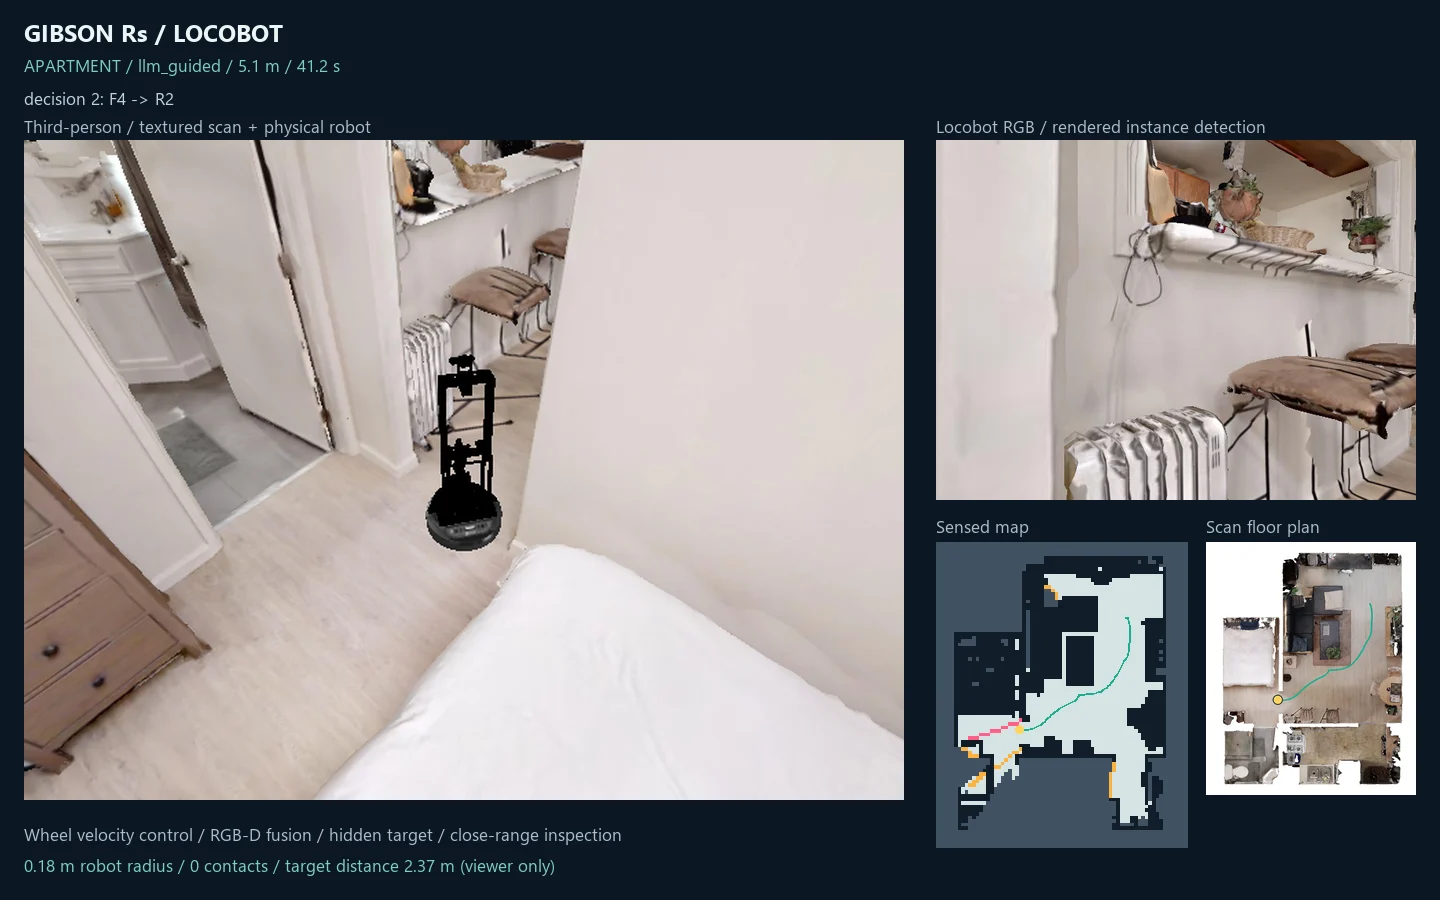 GIBSON Rs / LOCOBOT
APARTMENT / llm_guided / 5.1 m / 41.2 s
decision 2: F4 -> R2
Third-person / textured scan + physical robot
Locobot RGB / rendered instance detection
Sensed map
Scan floor plan
Wheel velocity control / RGB-D fusion / hidden target / close-range inspection
0.18 m robot radius / 0 contacts / target distance 2.37 m (viewer only)